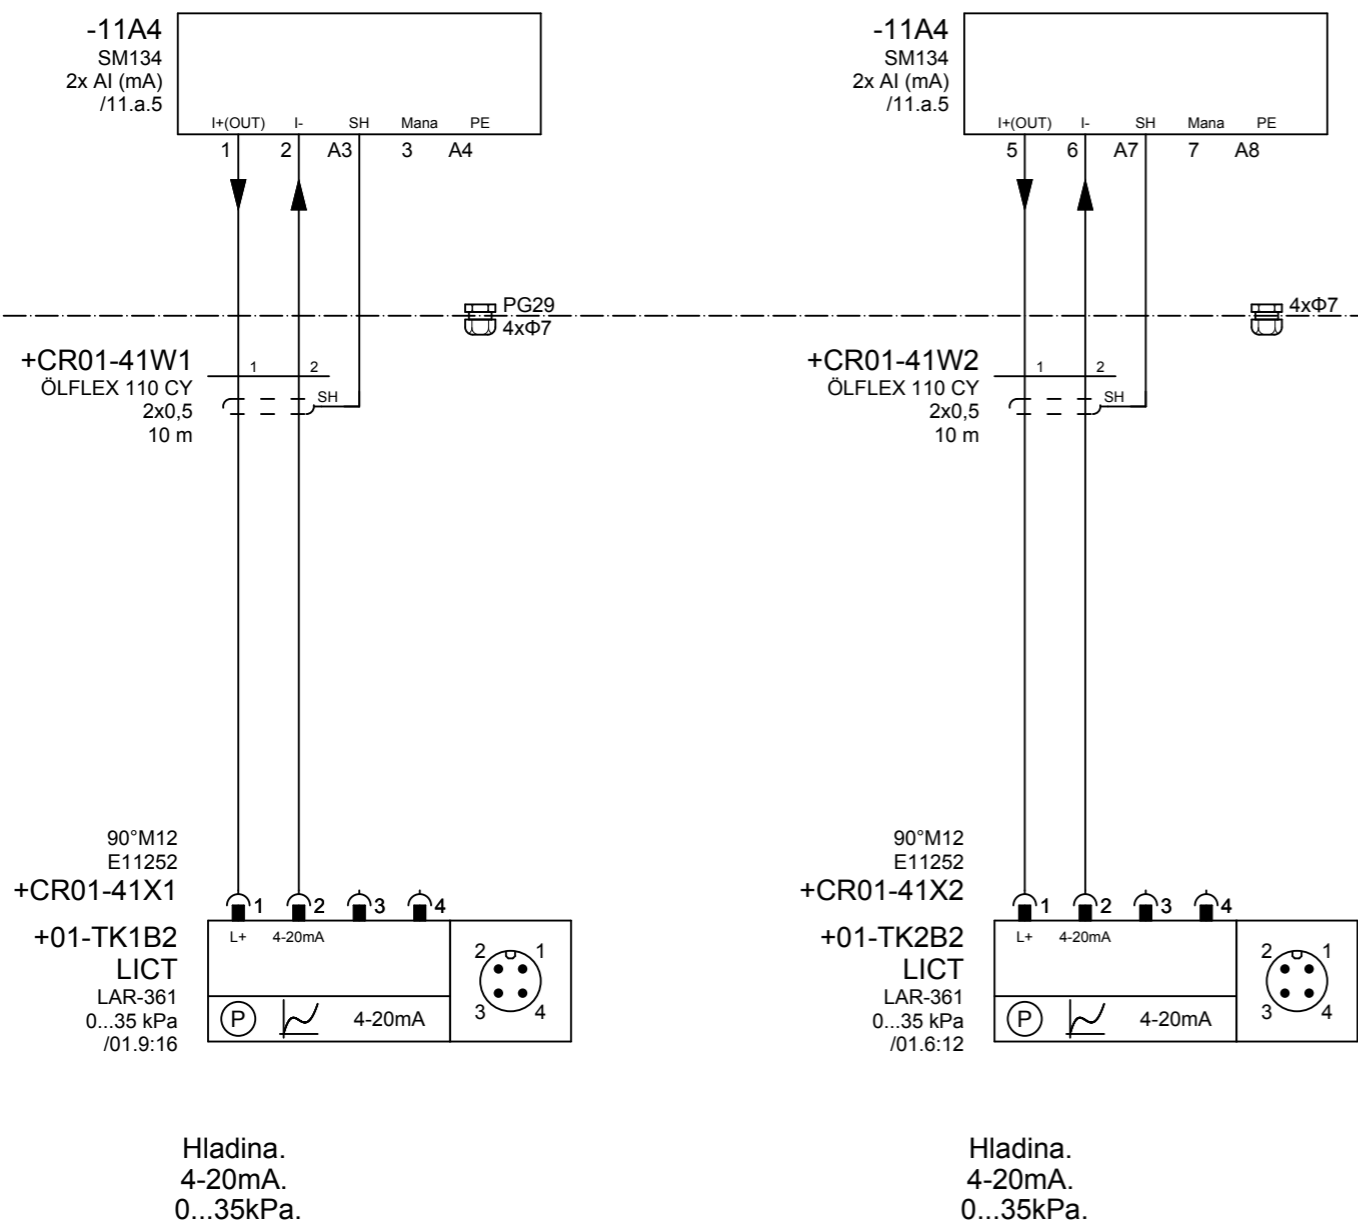 -11A4
SM134
2x AI (mA)
/11.a.5
I+(OUT) I- SH Mana PE
1 2 A3 3 A4
PG29
4xΦ7
+CR01-41W1
ÖLFLEX 110 CY
2x0,5
10 m
1 2
SH
90°M12
E11252
+CR01-41X1
1 2 3 4
+01-TK1B2
LICT
LAR-361
0...35 kPa
/01.9:16
L+ 4-20mA
P 4-20mA
2 1
3 4
Hladina.
4-20mA.
0...35kPa.
-11A4
SM134
2x AI (mA)
/11.a.5
I+(OUT) I- SH Mana PE
5 6 A7 7 A8
4xΦ7
+CR01-41W2
ÖLFLEX 110 CY
2x0,5
10 m
1 2
SH
90°M12
E11252
+CR01-41X2
1 2 3 4
+01-TK2B2
LICT
LAR-361
0...35 kPa
/01.6:12
L+ 4-20mA
P 4-20mA
2 1
3 4
Hladina.
4-20mA.
0...35kPa.